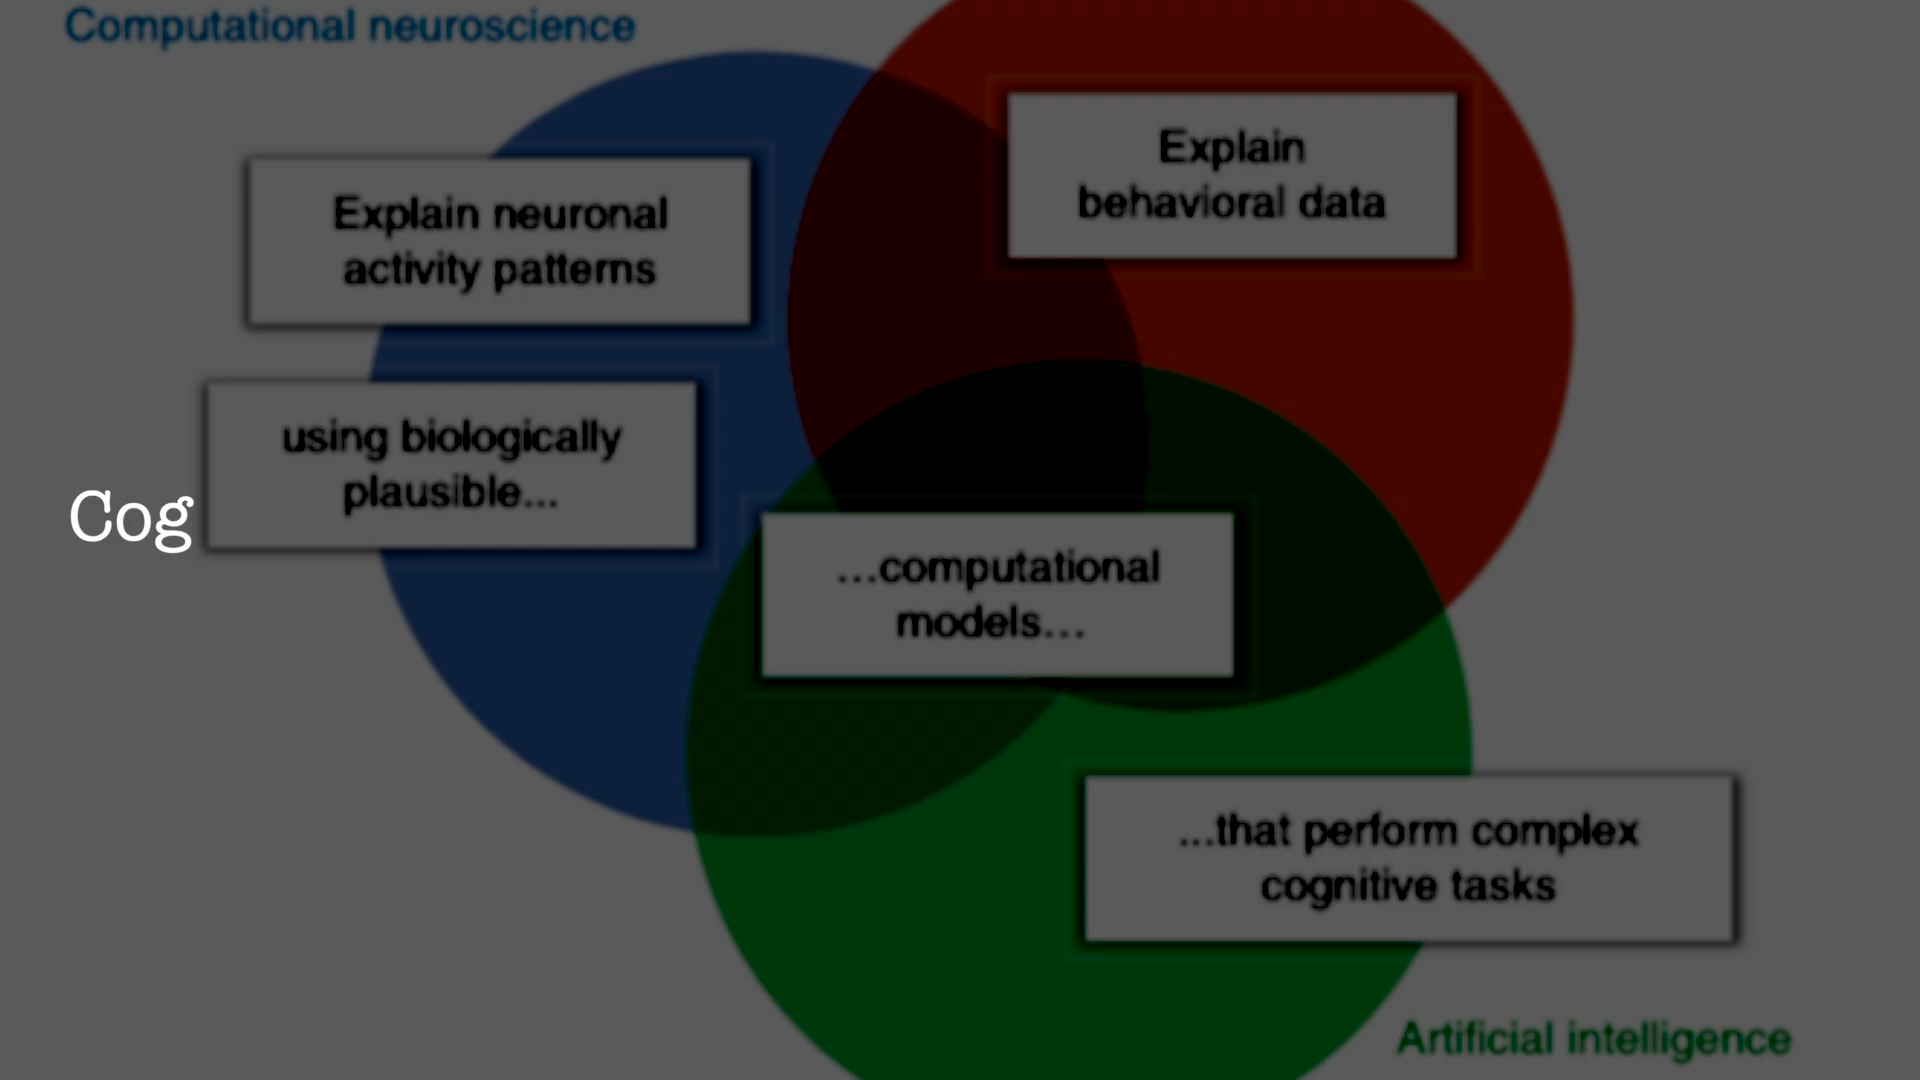 Computational neuroscience
Explain
behavioral data
Explain neuronal
activity patterns
using biologically
plausible...
Cog
...computational
models...
...that perform complex
cognitive tasks
Artificial intelligence